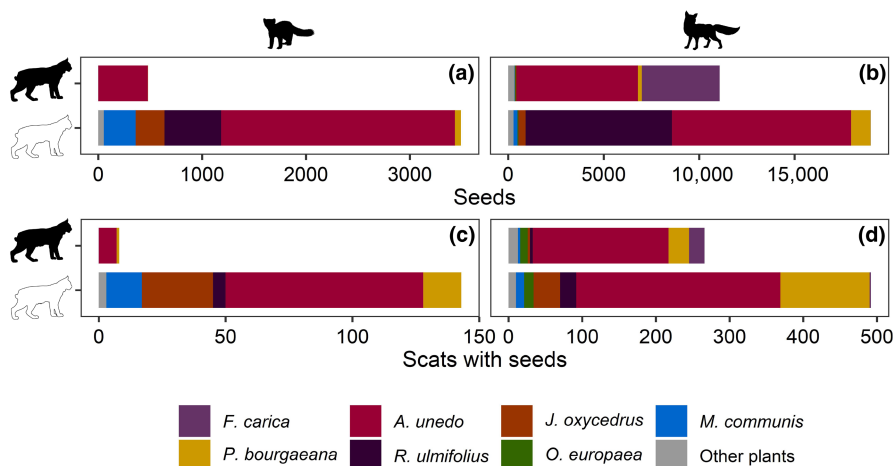 (a) (b)
0 1000 2000 3000 0 5000 10,000 15,000
Seeds
(c) (d)
0 50 100 150 0 100 200 300 400 500
Scats with seeds
F. carica A. unedo J. oxycedrus M. communis
P. bourgaeana R. ulmifolius O. europaea Other plants